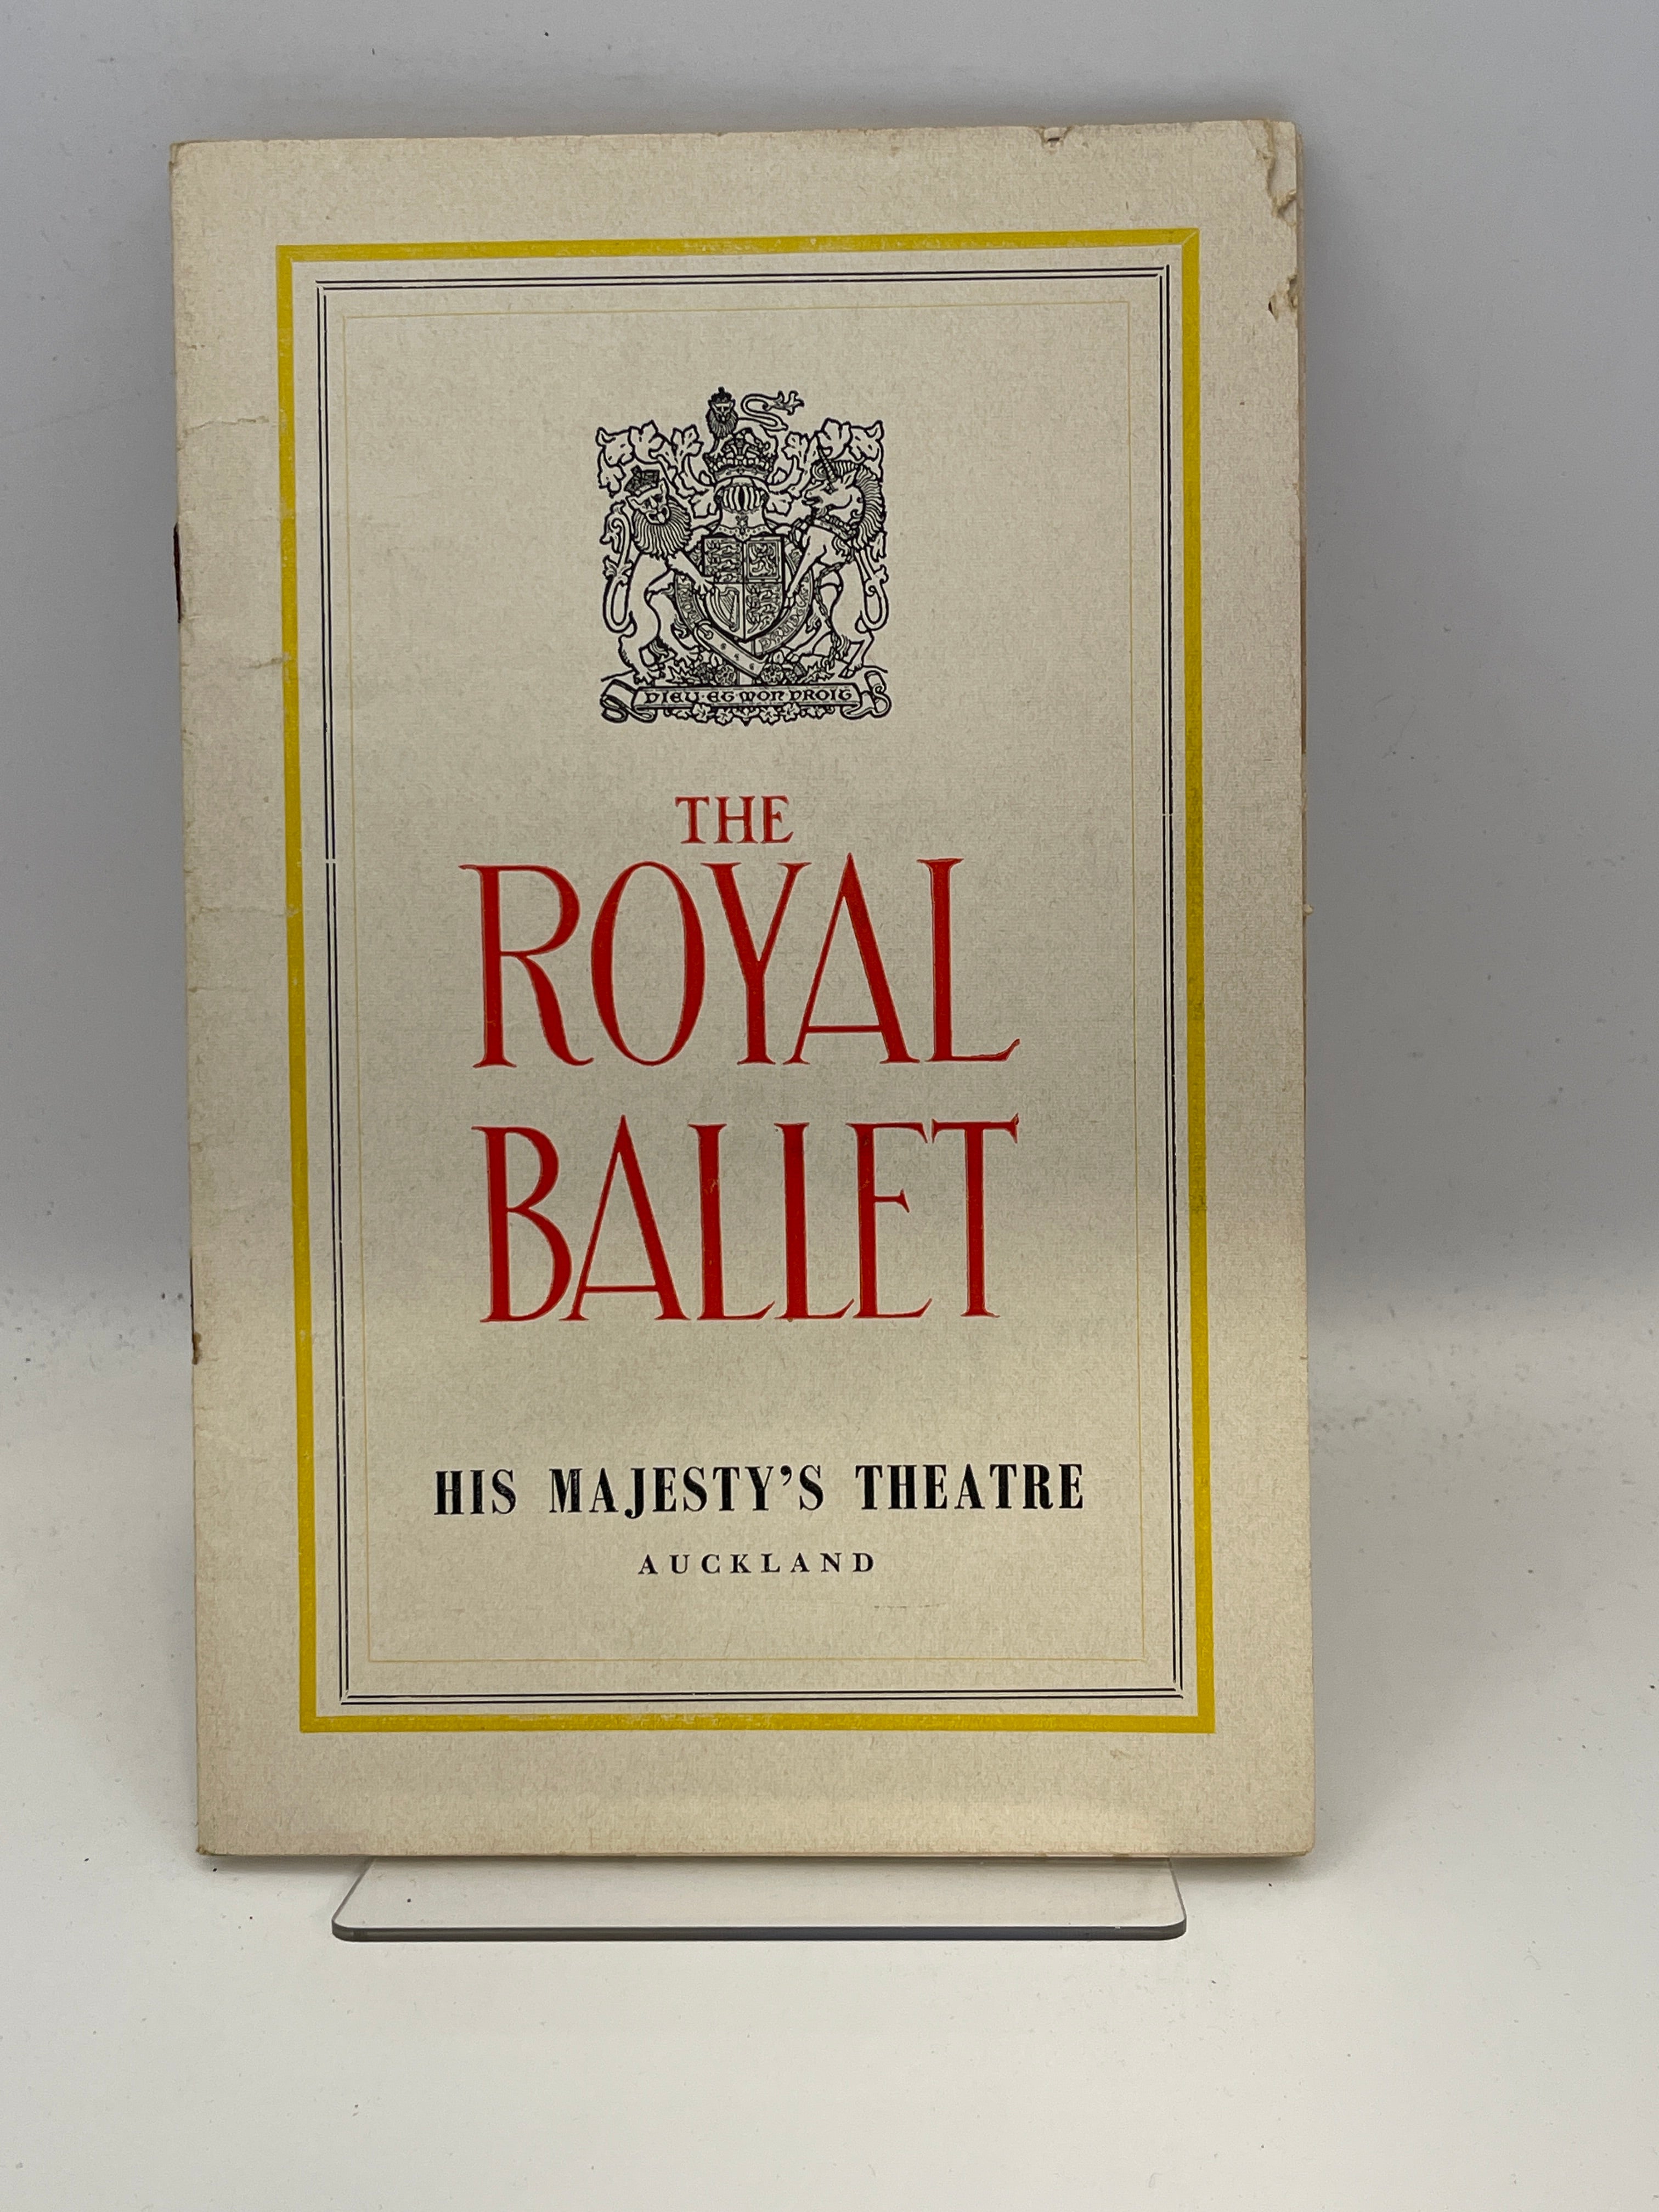 DIEU·ET·MON·DROIT
THE
ROYAL
BALLET
HIS MAJESTY'S THEATRE
AUCKLAND